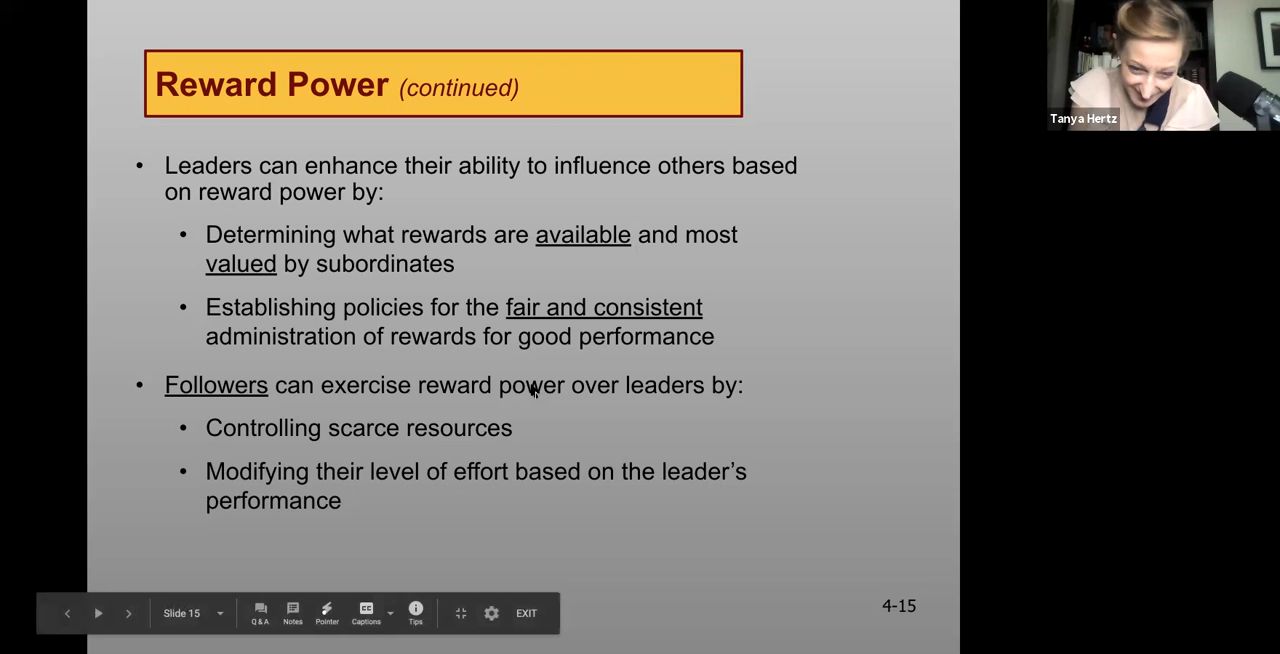 Reward Power (continued)
Tanya Hertz
• Leaders can enhance their ability to influence others based
on reward power by:
• Determining what rewards are available and most
valued by subordinates
• Establishing policies for the fair and consistent
administration of rewards for good performance
• Followers can exercise reward power over leaders by:
• Controlling scarce resources
• Modifying their level of effort based on the leader’s
performance
4-15
Slide 15
Q & A
Notes
Pointer
CC
Captions
Tips
EXIT